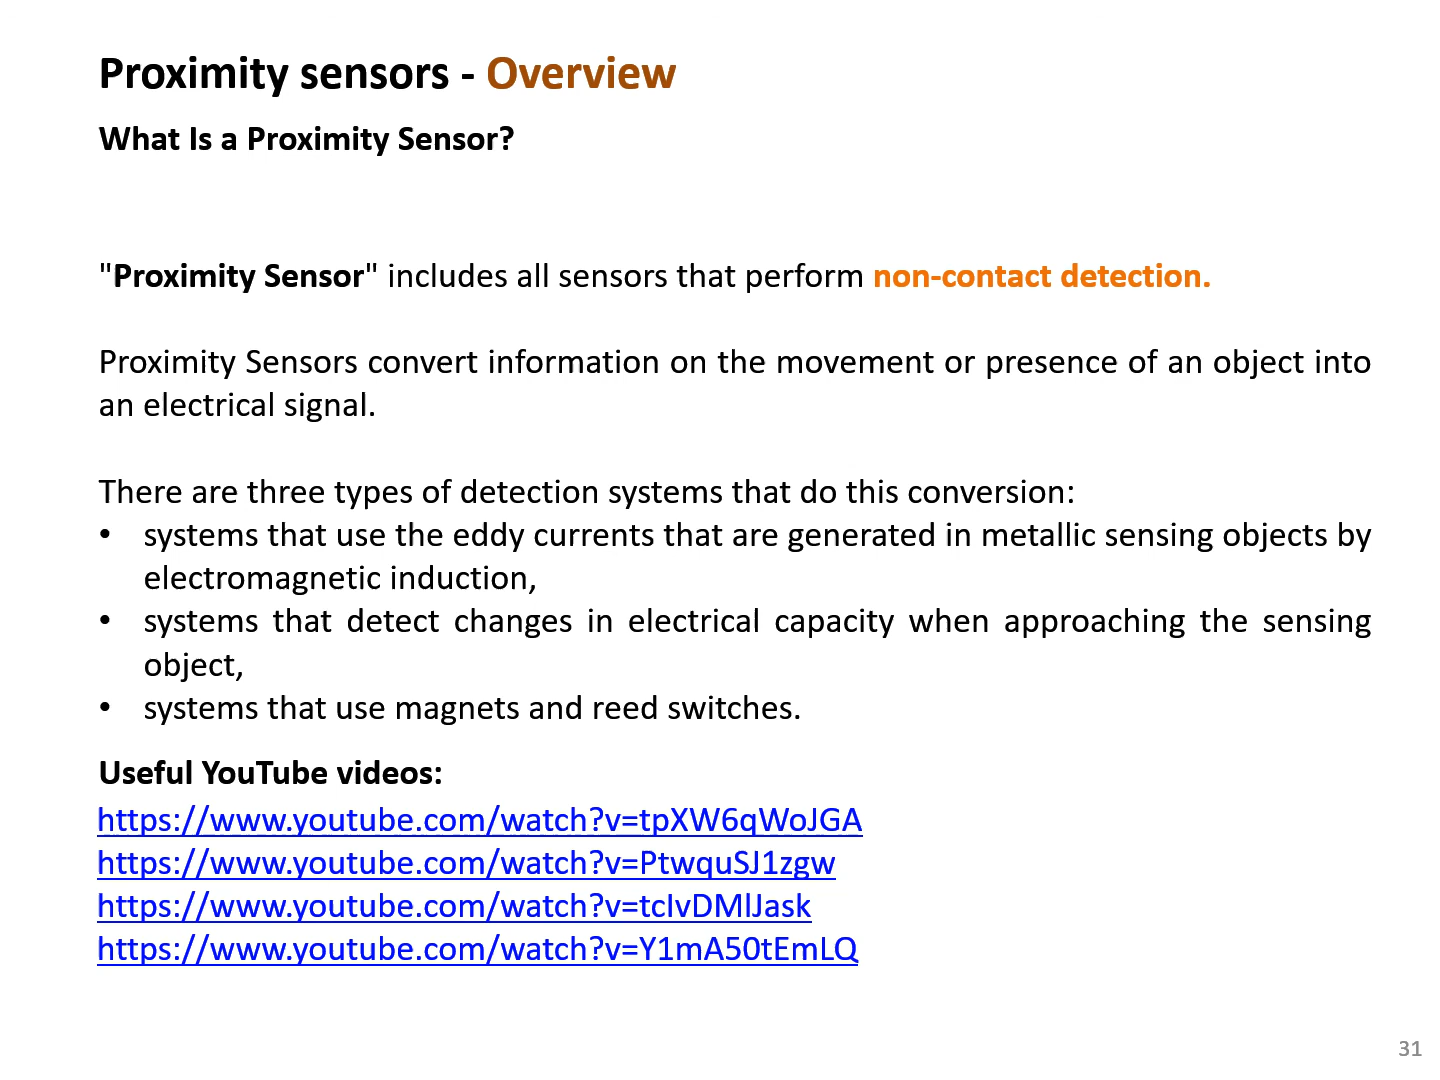 Proximity sensors - Overview
What Is a Proximity Sensor?
"Proximity Sensor" includes all sensors that perform non-contact detection.
Proximity Sensors convert information on the movement or presence of an object into
an electrical signal.
There are three types of detection systems that do this conversion:
• systems that use the eddy currents that are generated in metallic sensing objects by
electromagnetic induction,
• systems that detect changes in electrical capacity when approaching the sensing
object,
• systems that use magnets and reed switches.
Useful YouTube videos:
https://www.youtube.com/watch?v=tpXW6qWoJGA
https://www.youtube.com/watch?v=PtwquSJ1zgw
https://www.youtube.com/watch?v=tcIvDMlJask
https://www.youtube.com/watch?v=Y1mA50tEmLQ
31